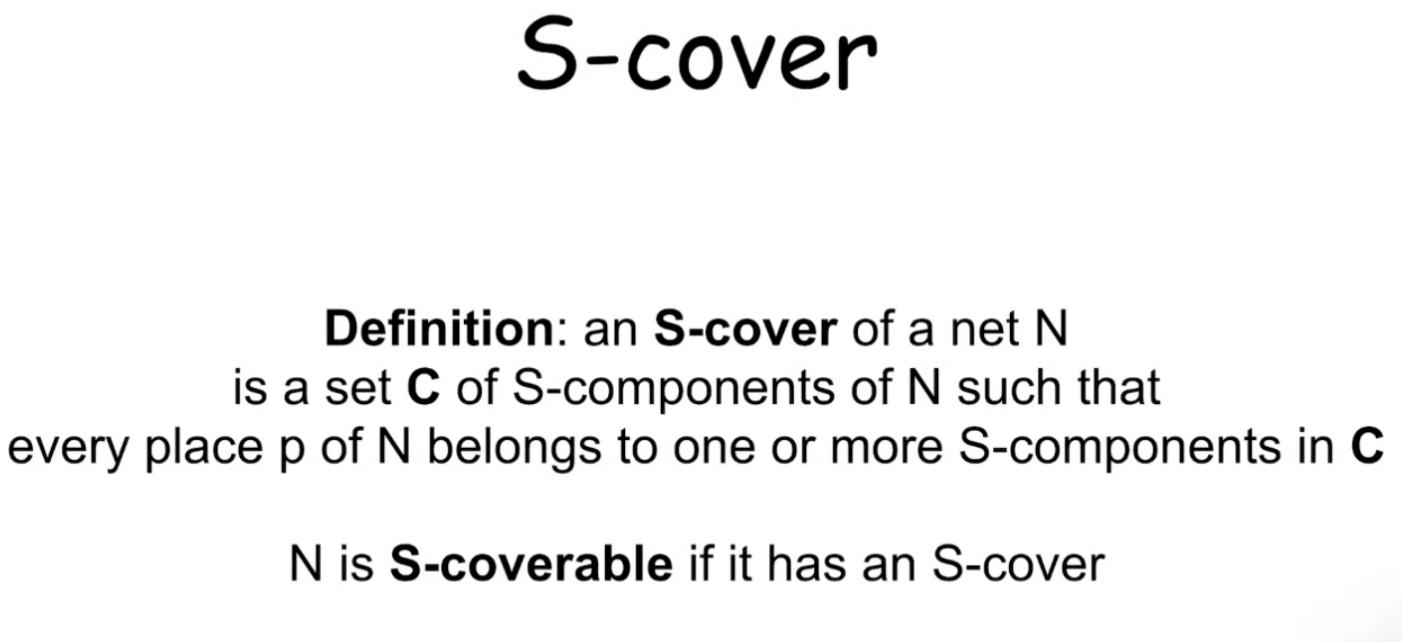 S-cover
Definition: an S-cover of a net N
is a set C of S-components of N such that
every place p of N belongs to one or more S-components in C
N is S-coverable if it has an S-cover